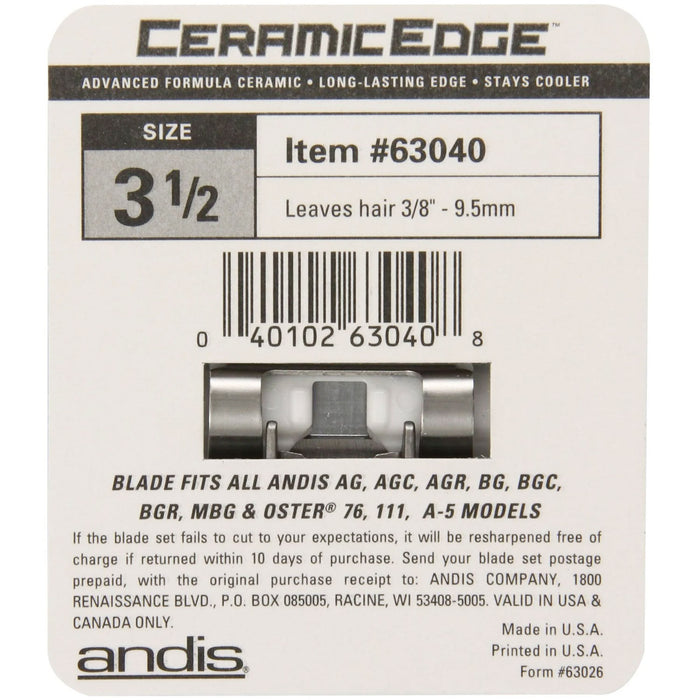 CERAMICEDGE™
ADVANCED FORMULA CERAMIC • LONG-LASTING EDGE • STAYS COOLER
SIZE
3 1/2
Item #63040
Leaves hair 3/8" - 9.5mm
0 40102 63040 8
BLADE FITS ALL ANDIS AG, AGC, AGR, BG, BGC,
BGR, MBG & OSTER® 76, 111, A-5 MODELS
If the blade set fails to cut to your expectations, it will be resharpened free of
charge if returned within 10 days of purchase. Send your blade set postage
prepaid, with the original purchase receipt to: ANDIS COMPANY, 1800
RENAISSANCE BLVD., P.O. BOX 085005, RACINE, WI 53408-5005. VALID IN USA &
CANADA ONLY.
andis®
Made in U.S.A.
Printed in U.S.A.
Form #63026